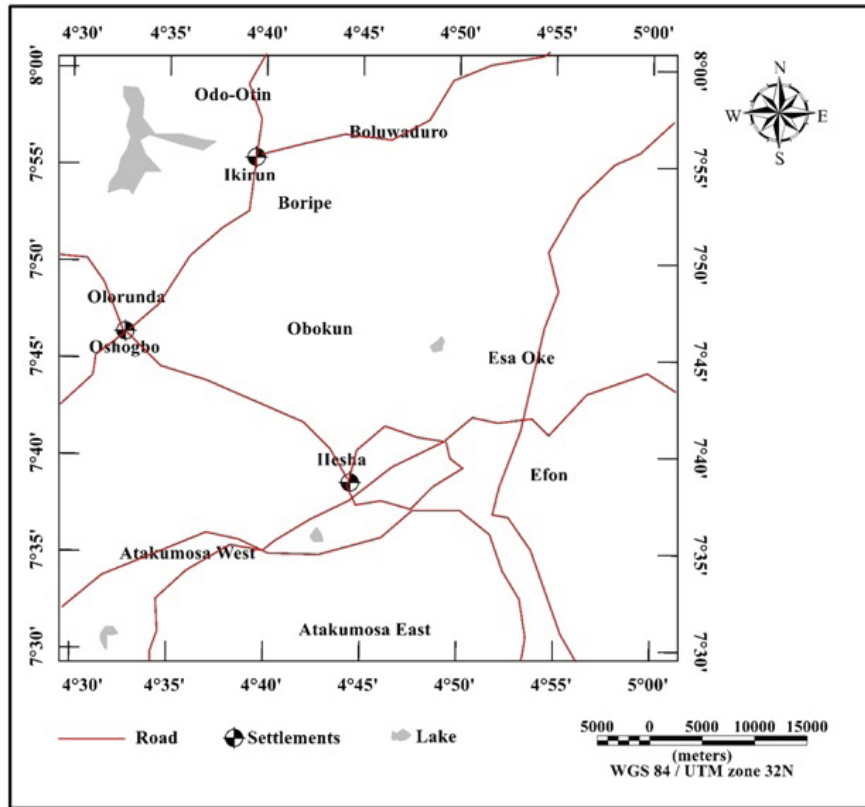 4°30' 4°35' 4°40' 4°45' 4°50' 4°55' 5°00'
8°00' 8°00'
N
W E
S
Odo-Otin
Boluwaduro
7°55' 7°55'
Ikirun
Boripe
7°50' 7°50'
Olorunda
Obokun
Oshogbo
7°45' 7°45'
Esa Oke
Ilesha
7°40' 7°40'
Efon
Atakumosa West
7°35' 7°35'
Atakumosa East
7°30' 7°30'
4°30' 4°35' 4°40' 4°45' 4°50' 4°55' 5°00'
Road Settlements Lake
5000 0 5000 10000 15000
(meters)
WGS 84 / UTM zone 32N